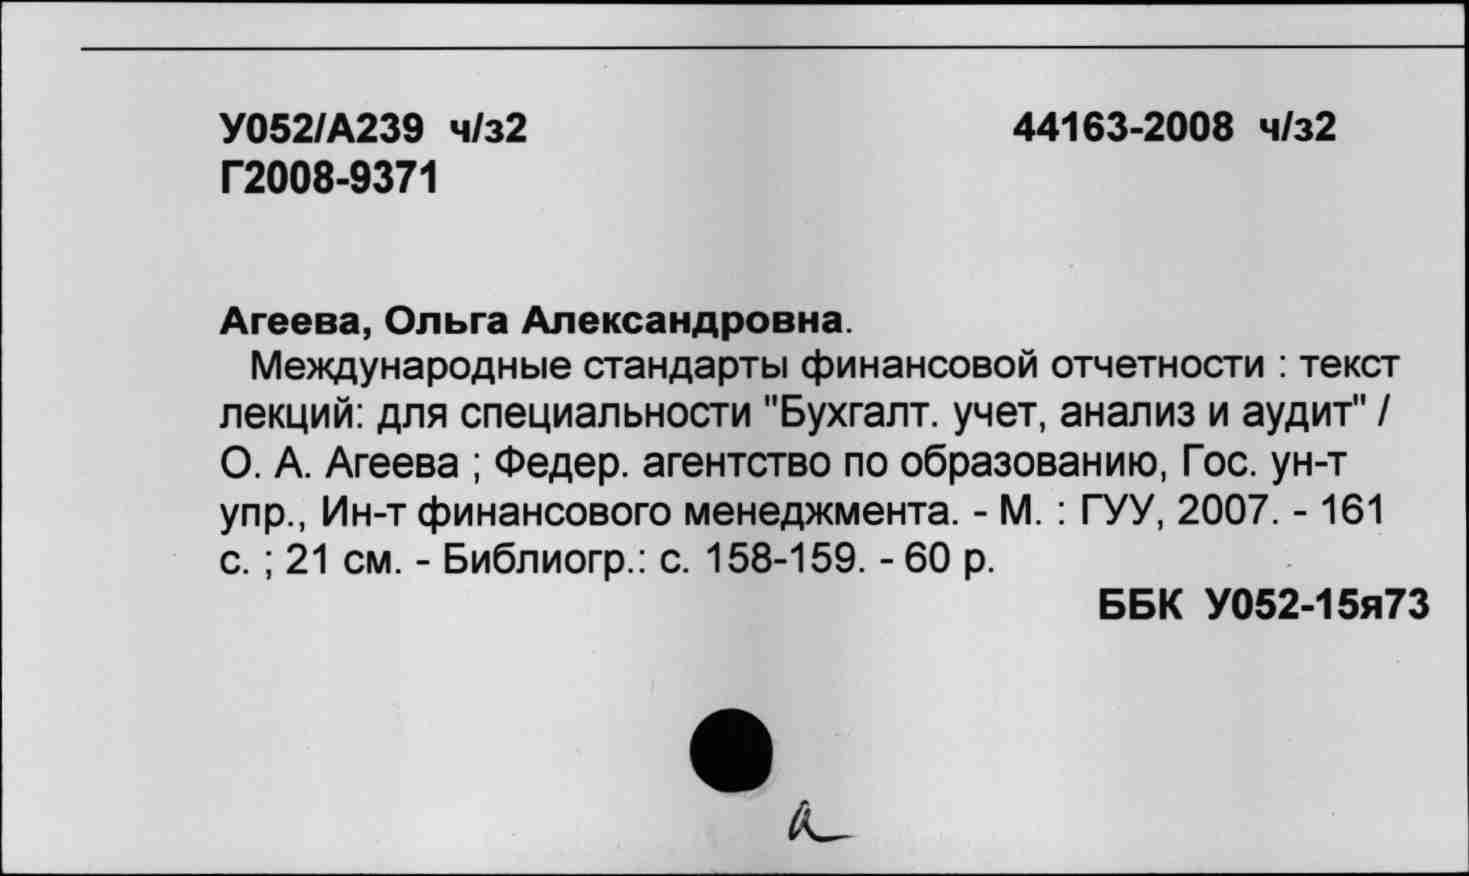 У052/А239 ч/з2 44163-2008 ч/з2
Г2008-9371
Агеева, Ольга Александровна.
Международные стандарты финансовой отчетности : текст
лекций: для специальности "Бухгалт. учет, анализ и аудит" /
О. А. Агеева ; Федер. агентство по образованию, Гос. ун-т
упр., Ин-т финансового менеджмента. - М. : ГУУ, 2007. - 161
с. ; 21 см. - Библиогр.: с. 158-159. - 60 р.
ББК У052-15я73
а